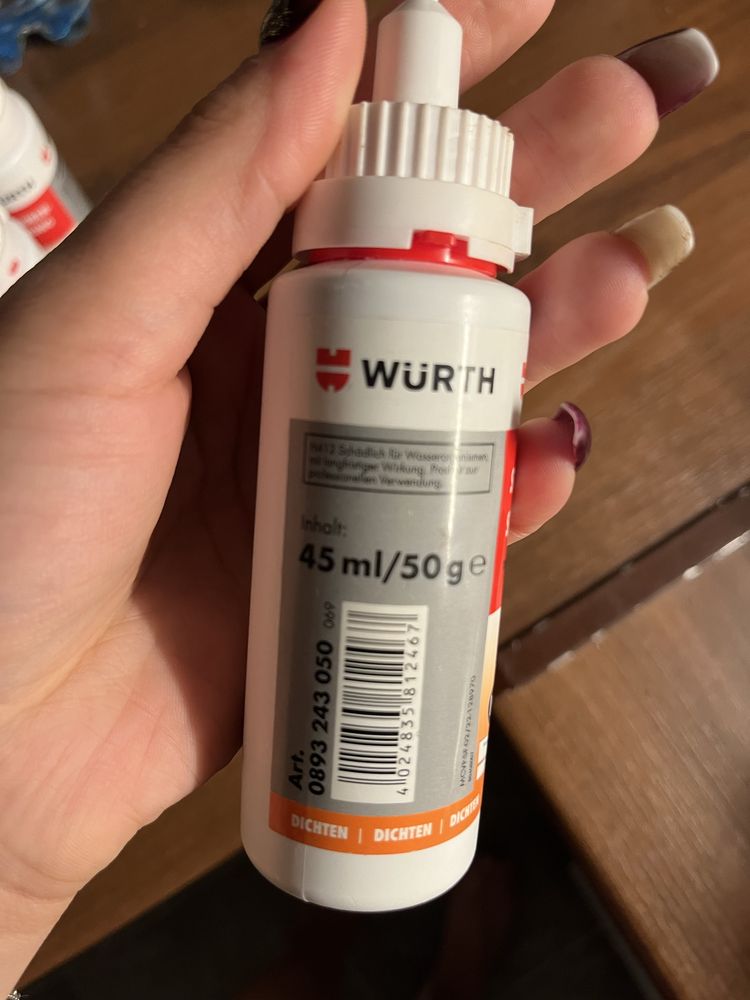 WÜRTH
H412 Schädlich für Wasserorganismen,
mit langfristiger Wirkung. Produkt zur
professionellen Verwendung.
Inhalt:
45 ml/50 g e
Art.
0893 243 050
069
4 024835 812467
DICHTEN | DICHTEN | DICHTEN